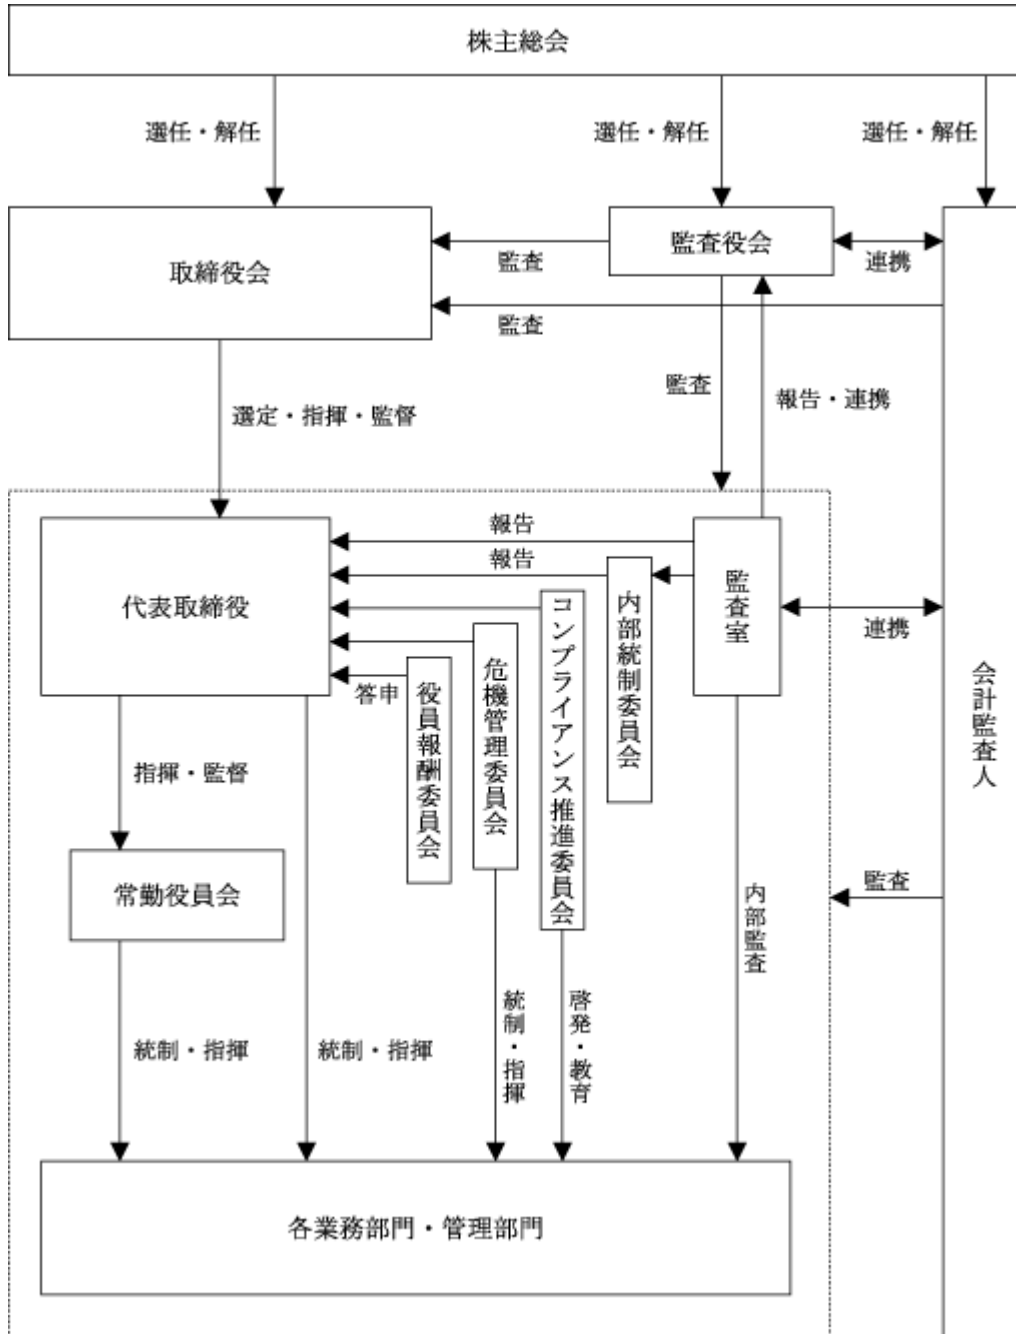 株主総会
選任・解任
選任・解任
選任・解任
取締役会
監査役会
監査
連携
監査
監査
報告・連携
選定・指揮・監督
代表取締役
報告
報告
答申
役員報酬委員会
危機管理委員会
コンプライアンス推進委員会
内部統制委員会
監査室
連携
会計監査人
指揮・監督
常勤役員会
監査
内部監査
統制・指揮
統制・指揮
統制・指揮
啓発・教育
各業務部門・管理部門